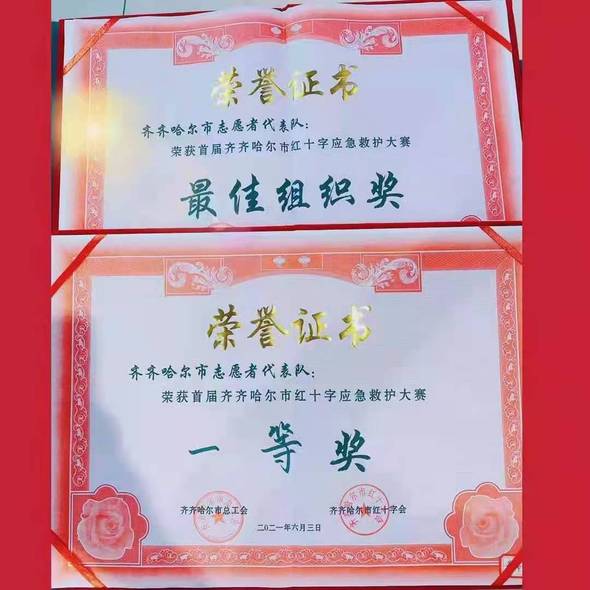 荣誉证书
齐齐哈尔市志愿者代表队：
荣获首届齐齐哈尔市红十字应急救护大赛
最佳组织奖
荣誉证书
齐齐哈尔市志愿者代表队：
荣获首届齐齐哈尔市红十字应急救护大赛
一等奖
齐齐哈尔市总工会 齐齐哈尔市红十字会
二〇二一年六月三日